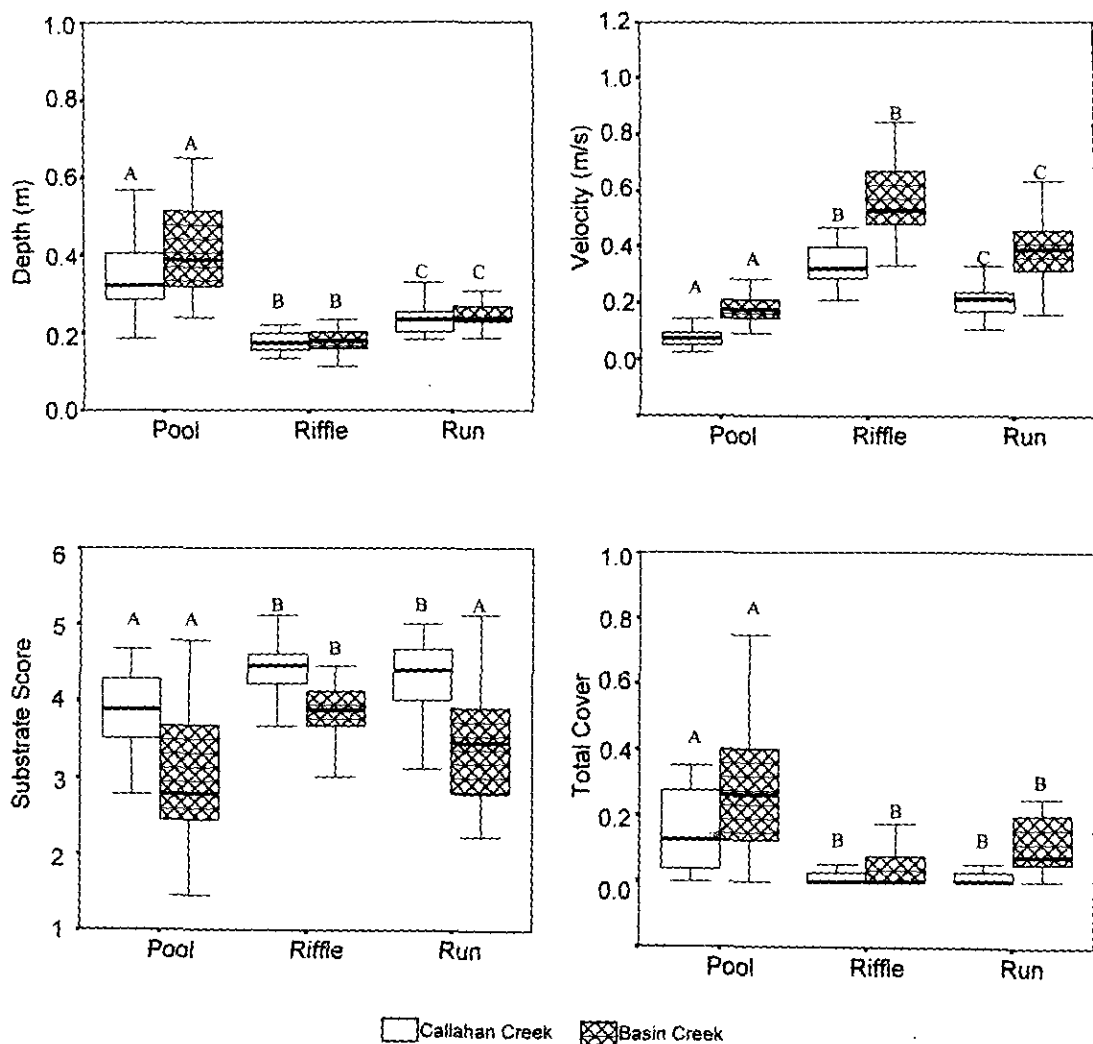 Depth (m)
1.0
0.8
0.6
0.4
0.2
0.0
A
A
B
B
C
C
Pool
Riffle
Run
Velocity (m/s)
1.2
1.0
0.8
0.6
0.4
0.2
0.0
A
A
B
B
C
C
Pool
Riffle
Run
Substrate Score
6
5
4
3
2
1
A
A
B
B
B
A
Pool
Riffle
Run
Total Cover
1.0
0.8
0.6
0.4
0.2
0.0
A
A
B
B
B
B
Pool
Riffle
Run
Callahan Creek
Basin Creek